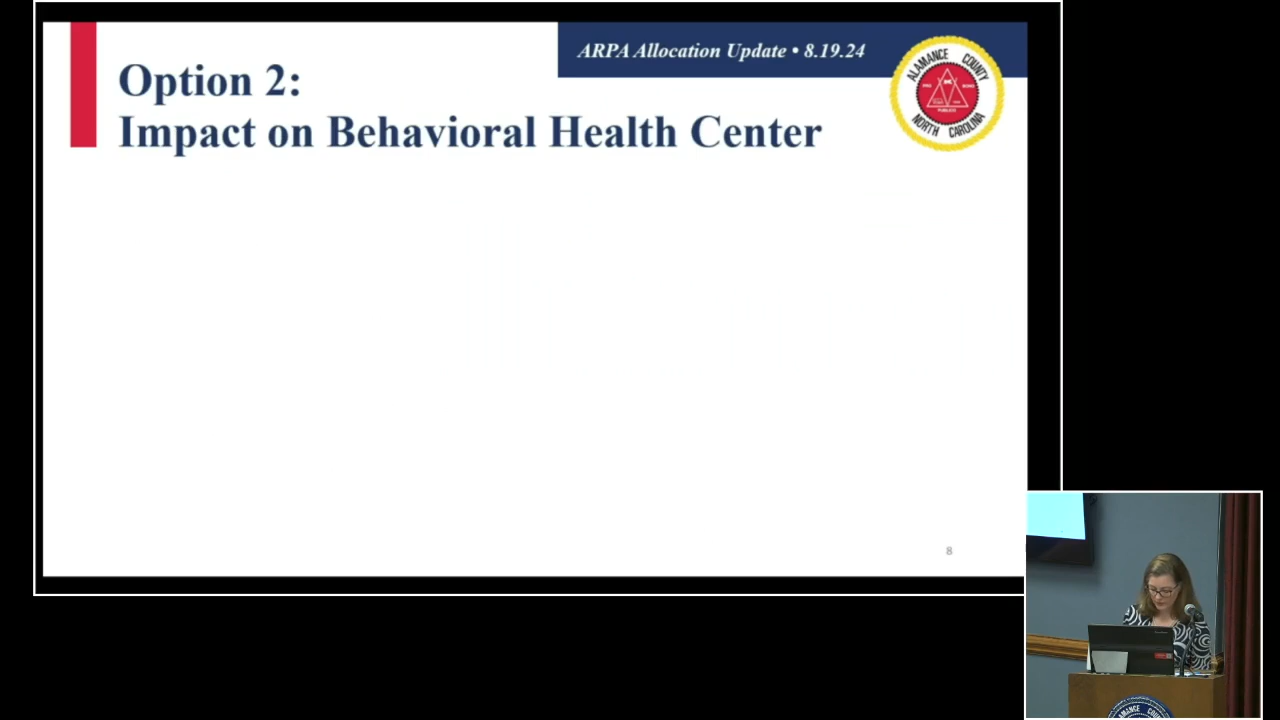 ARPA Allocation Update • 8.19.24
Option 2:
Impact on Behavioral Health Center
ALAMANCE COUNTY
NORTH CAROLINA
8